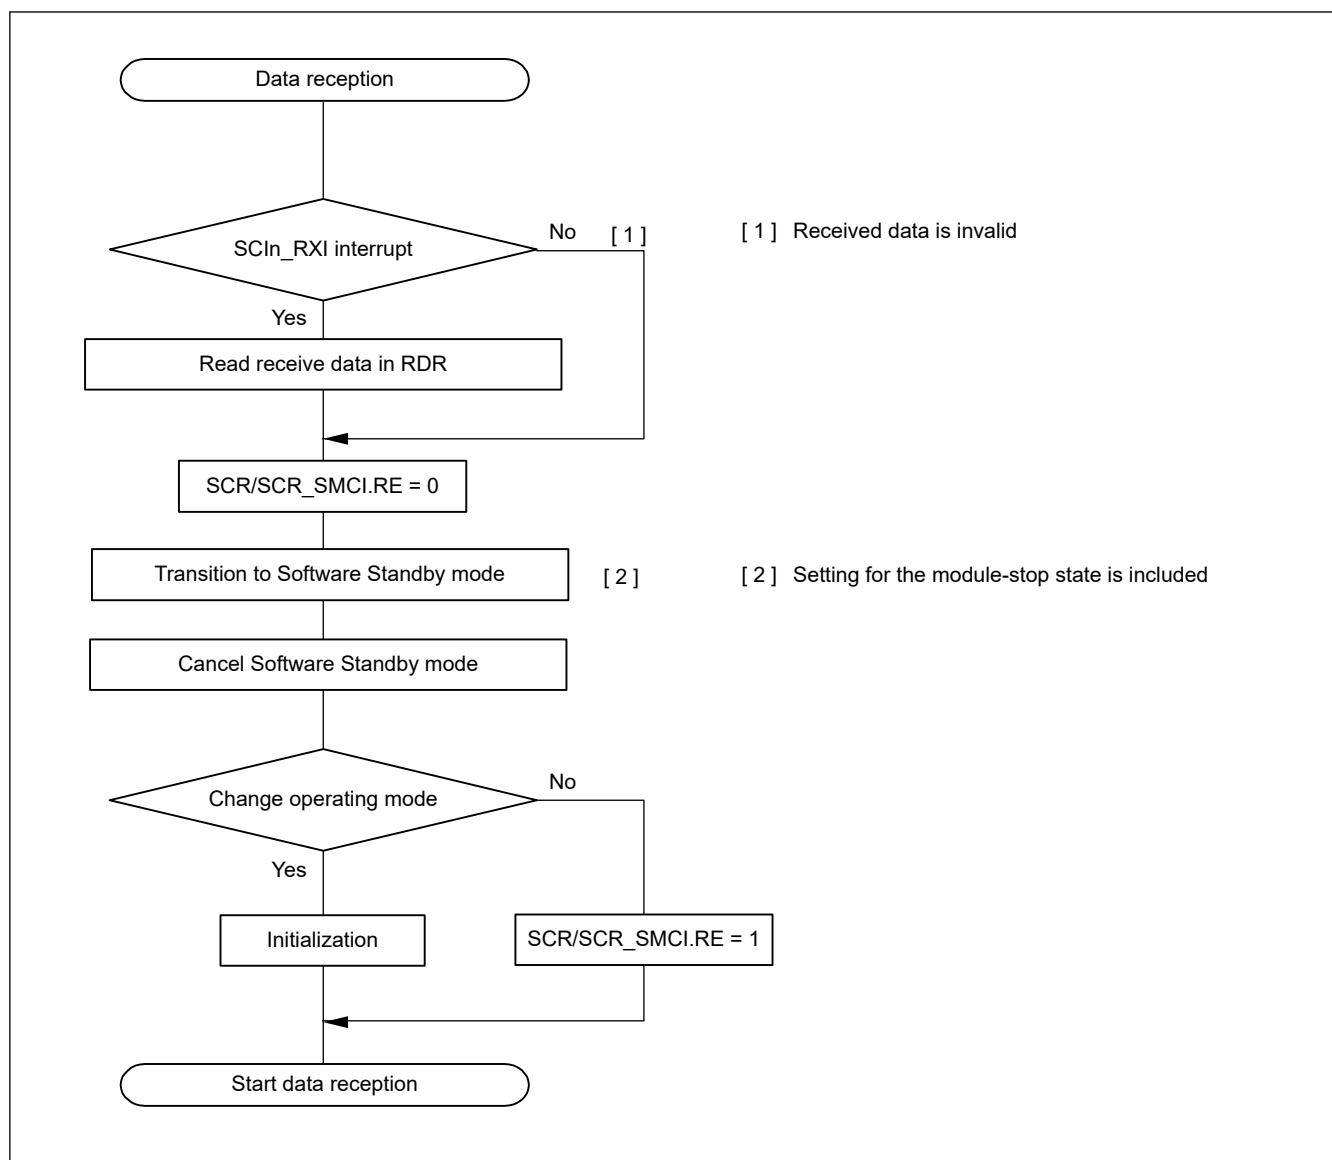 Data reception
SCIn_RXI interrupt
No
[ 1 ]
[ 1 ] Received data is invalid
Yes
Read receive data in RDR
SCR/SCR_SMCI.RE = 0
Transition to Software Standby mode
[ 2 ]
[ 2 ] Setting for the module-stop state is included
Cancel Software Standby mode
Change operating mode
No
Yes
Initialization
SCR/SCR_SMCI.RE = 1
Start data reception